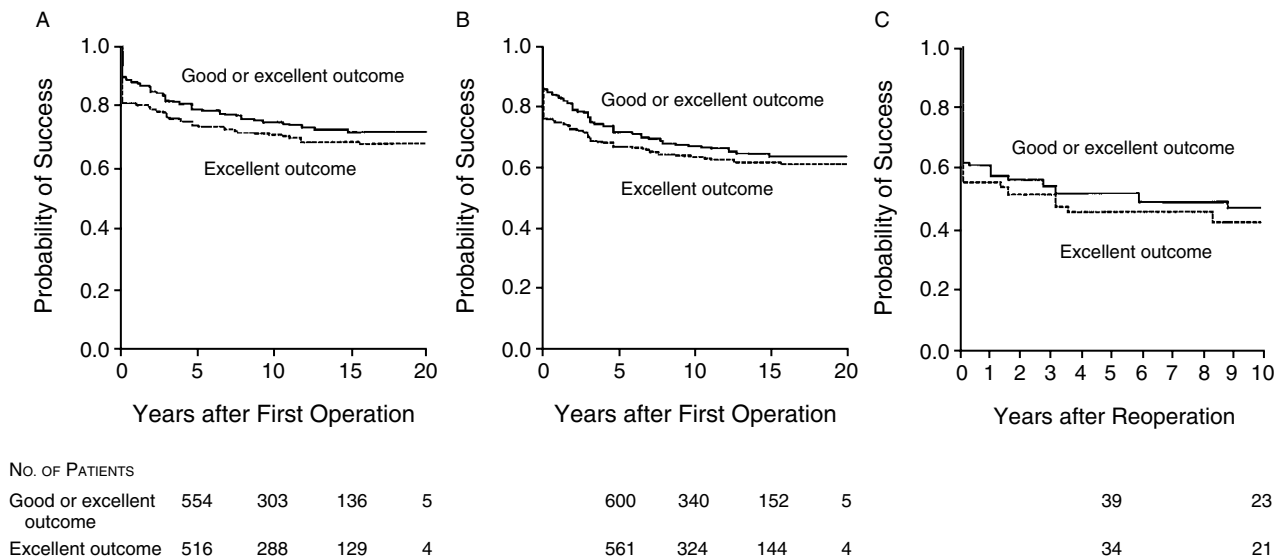 A
1.0
0.8
0.6
0.4
0.2
0.0
Probability of Success
Good or excellent outcome
Excellent outcome
0 5 10 15 20
Years after First Operation
B
1.0
0.8
0.6
0.4
0.2
0.0
Probability of Success
Good or excellent outcome
Excellent outcome
0 5 10 15 20
Years after First Operation
C
1.0
0.8
0.6
0.4
0.2
0.0
Probability of Success
Good or excellent outcome
Excellent outcome
0 1 2 3 4 5 6 7 8 9 10
Years after Reoperation
NO. OF PATIENTS
Good or excellent 554 303 136 5 600 340 152 5 39 23
outcome
Excellent outcome 516 288 129 4 561 324 144 4 34 21